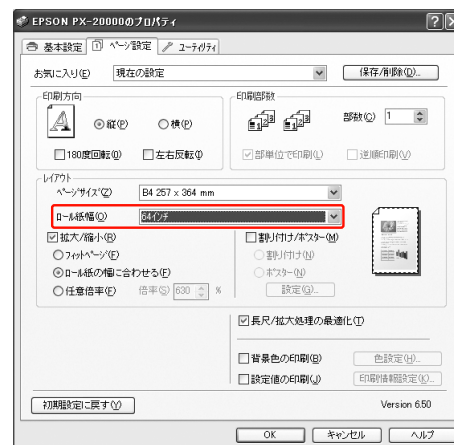 EPSON PX-20000のプロパティ
基本設定 ページ設定 ユーティリティ
お気に入り(E) 現在の設定 保存/削除(D)...
印刷方向 印刷部数
縦(P) 横(P) 部数(C) 1
180度回転(0) 左右反転(I) 部単位で印刷(L) 逆順印刷(V)
レイアウト
ページサイズ(Z) B4 257 x 364 mm
ロール紙幅(O) 64インチ
拡大/縮小(R) 割り付け/ポスター(M)
フィットページ(E) 割り付け(N)
ロール紙の幅に合わせる(F) ポスター(N)
任意倍率(F) 倍率(S) 630 % 設定(G)...
長尺/拡大処理の最適化(T)
背景色の印刷(B) 色設定(H)...
設定値の印刷(J) 印刷情報設定(K)...
初期設定に戻す(Y) Version 6.50
OK キャンセル ヘルプ